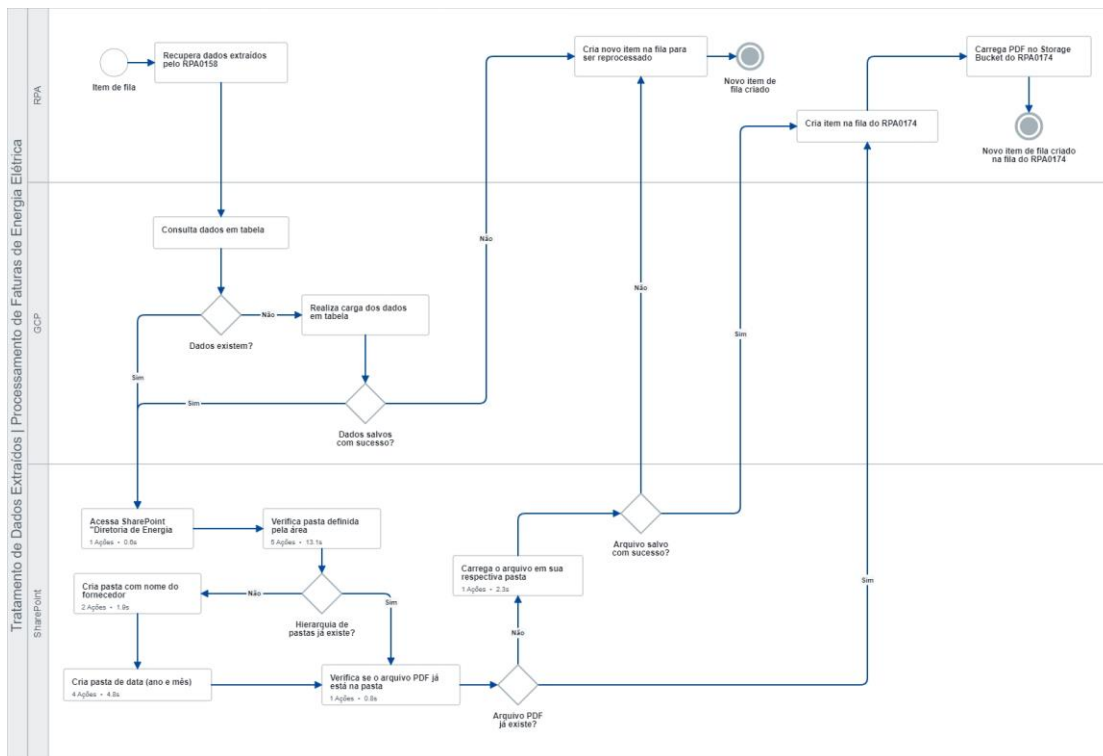 Tratamento de Dados Extraídos | Processamento de Faturas de Energia Elétrica
RPA
Item de fila
Recupera dados extraídos
pelo RPA0158
Cria novo item na fila para
ser reprocessado
Novo item de
fila criado
Carrega PDF no Storage
Bucket do RPA0174
Cria item na fila do RPA0174
Novo item de fila criado
na fila do RPA0174
GCP
Consulta dados em tabela
Dados existem?
Não
Realiza carga dos dados
em tabela
Sim
Sim
Dados salvos
com sucesso?
Não
Não
Sim
SharePoint
Acessa SharePoint
"Diretoria de Energia
1 Ações • 0.6s
Verifica pasta definida
pela área
5 Ações • 13.1s
Cria pasta com nome do
fornecedor
2 Ações • 1.9s
Não
Hierarquia de
pastas já existe?
Sim
Cria pasta de data (ano e mês)
4 Ações • 4.8s
Verifica se o arquivo PDF já
está na pasta
1 Ações • 0.8s
Arquivo PDF
já existe?
Não
Carrega o arquivo em sua
respectiva pasta
1 Ações • 2.3s
Arquivo salvo
com sucesso?
Sim